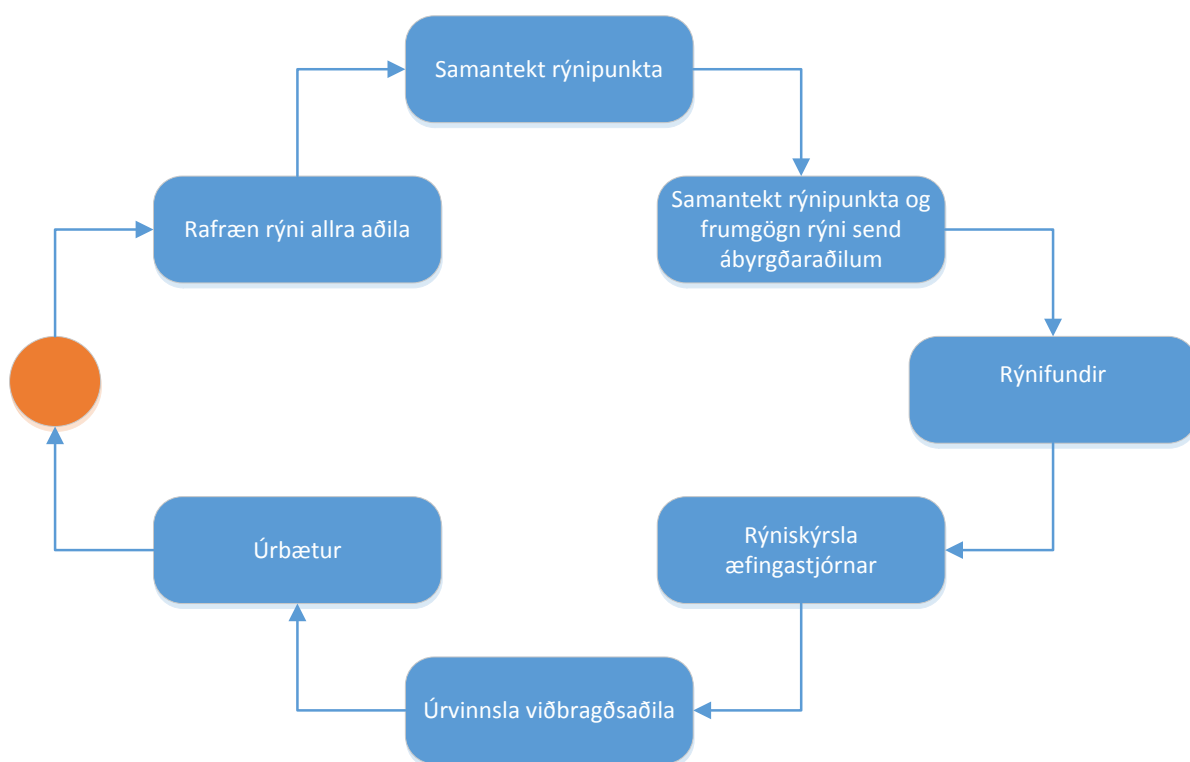 Samantekt rýnipunkta
Rafræn rýni allra aðila
Samantekt rýnipunkta og
frumgögn rýni send
ábyrgðaraðilum
Rýnifundir
Rýniskýrsla
æfingastjórnar
Úrbætur
Úrvinnsla viðbragðsaðila